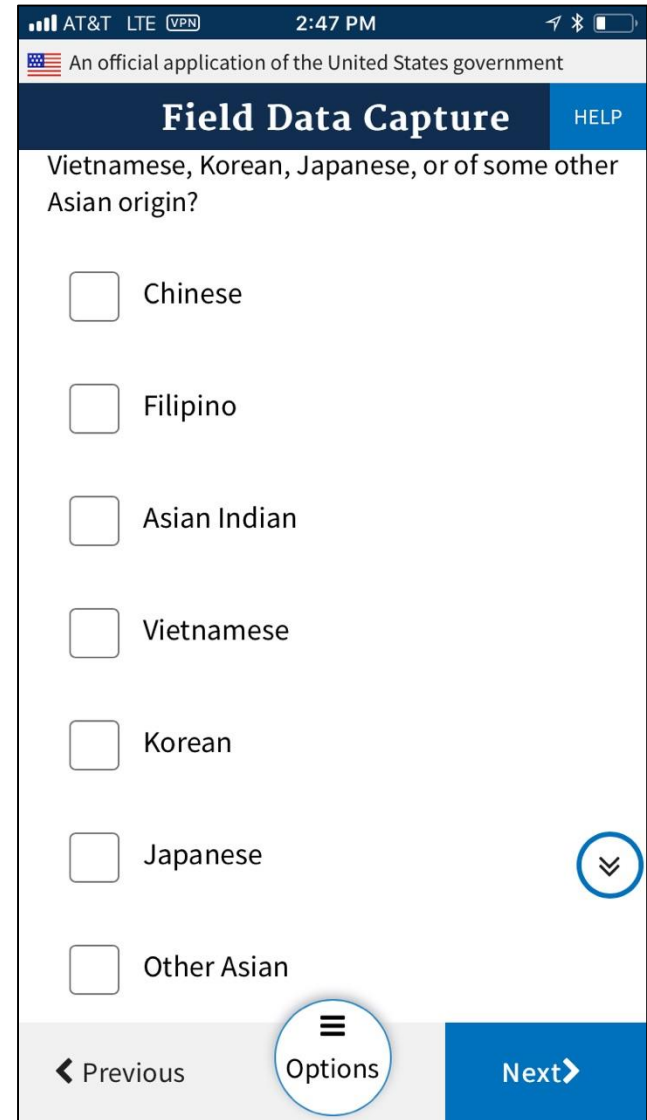 AT&T LTE VPN 2:47 PM
An official application of the United States government
Field Data Capture HELP
Vietnamese, Korean, Japanese, or of some other
Asian origin?
Chinese
Filipino
Asian Indian
Vietnamese
Korean
Japanese
Other Asian
Previous Options Next